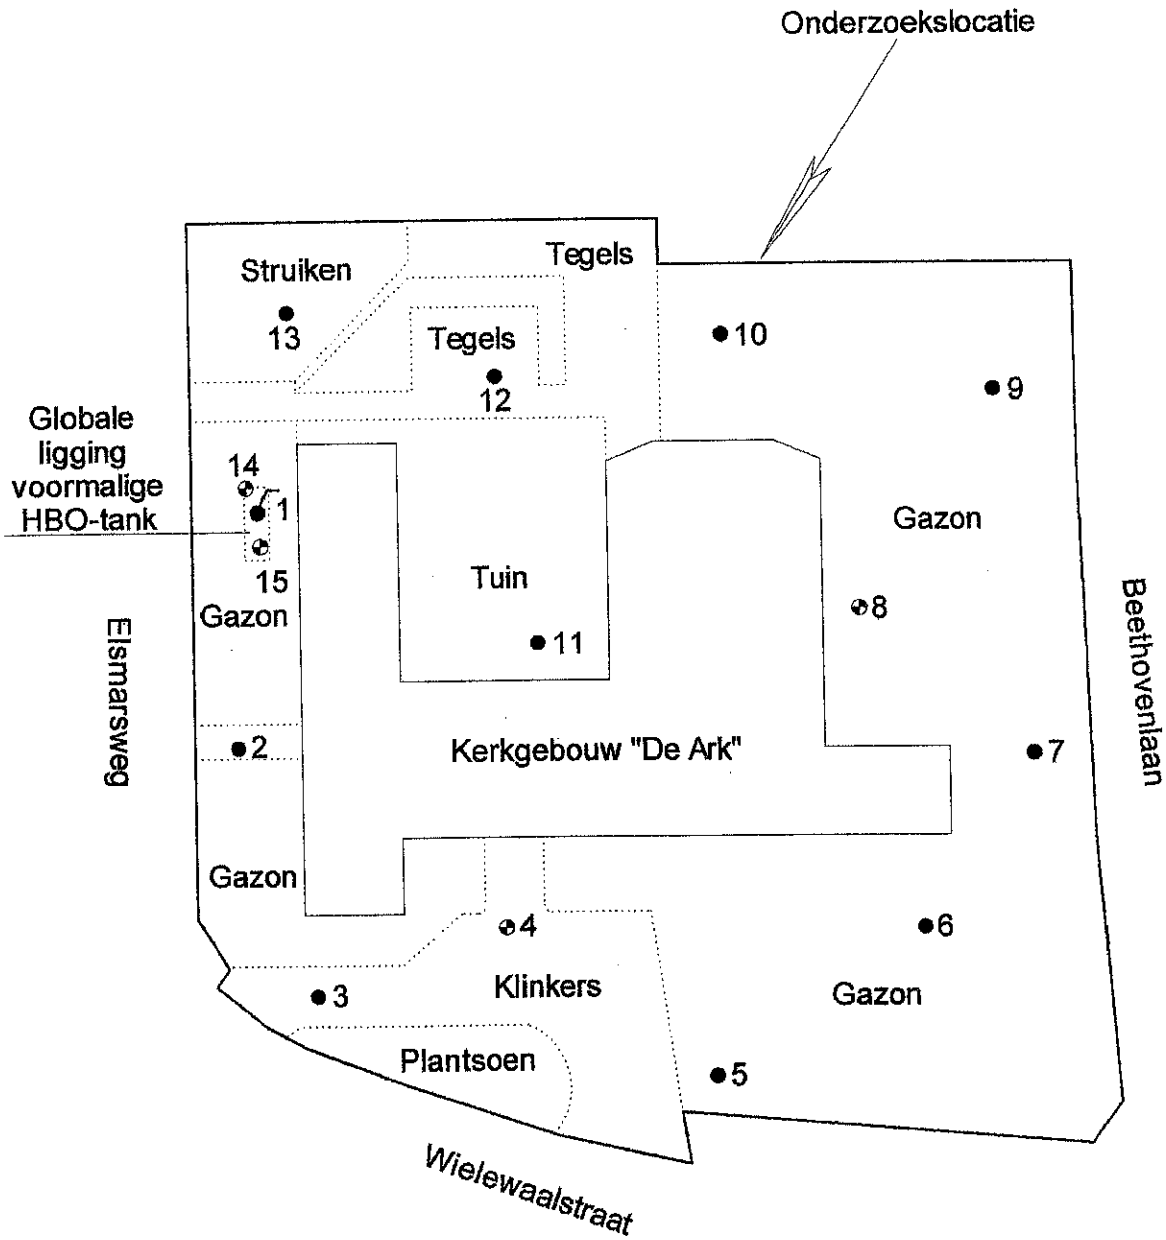 Onderzoekslocatie
Tegels
Struiken
13
Tegels
12
10
9
Globale
ligging
voormalige
HBO-tank
14
1
15
Gazon
Tuin
11
Gazon
8
Elsmarsweg
Beethovenlaan
2
Kerkgebouw "De Ark"
7
Gazon
4
6
3
Klinkers
Gazon
Plantsoen
5
Wielewaalstraat